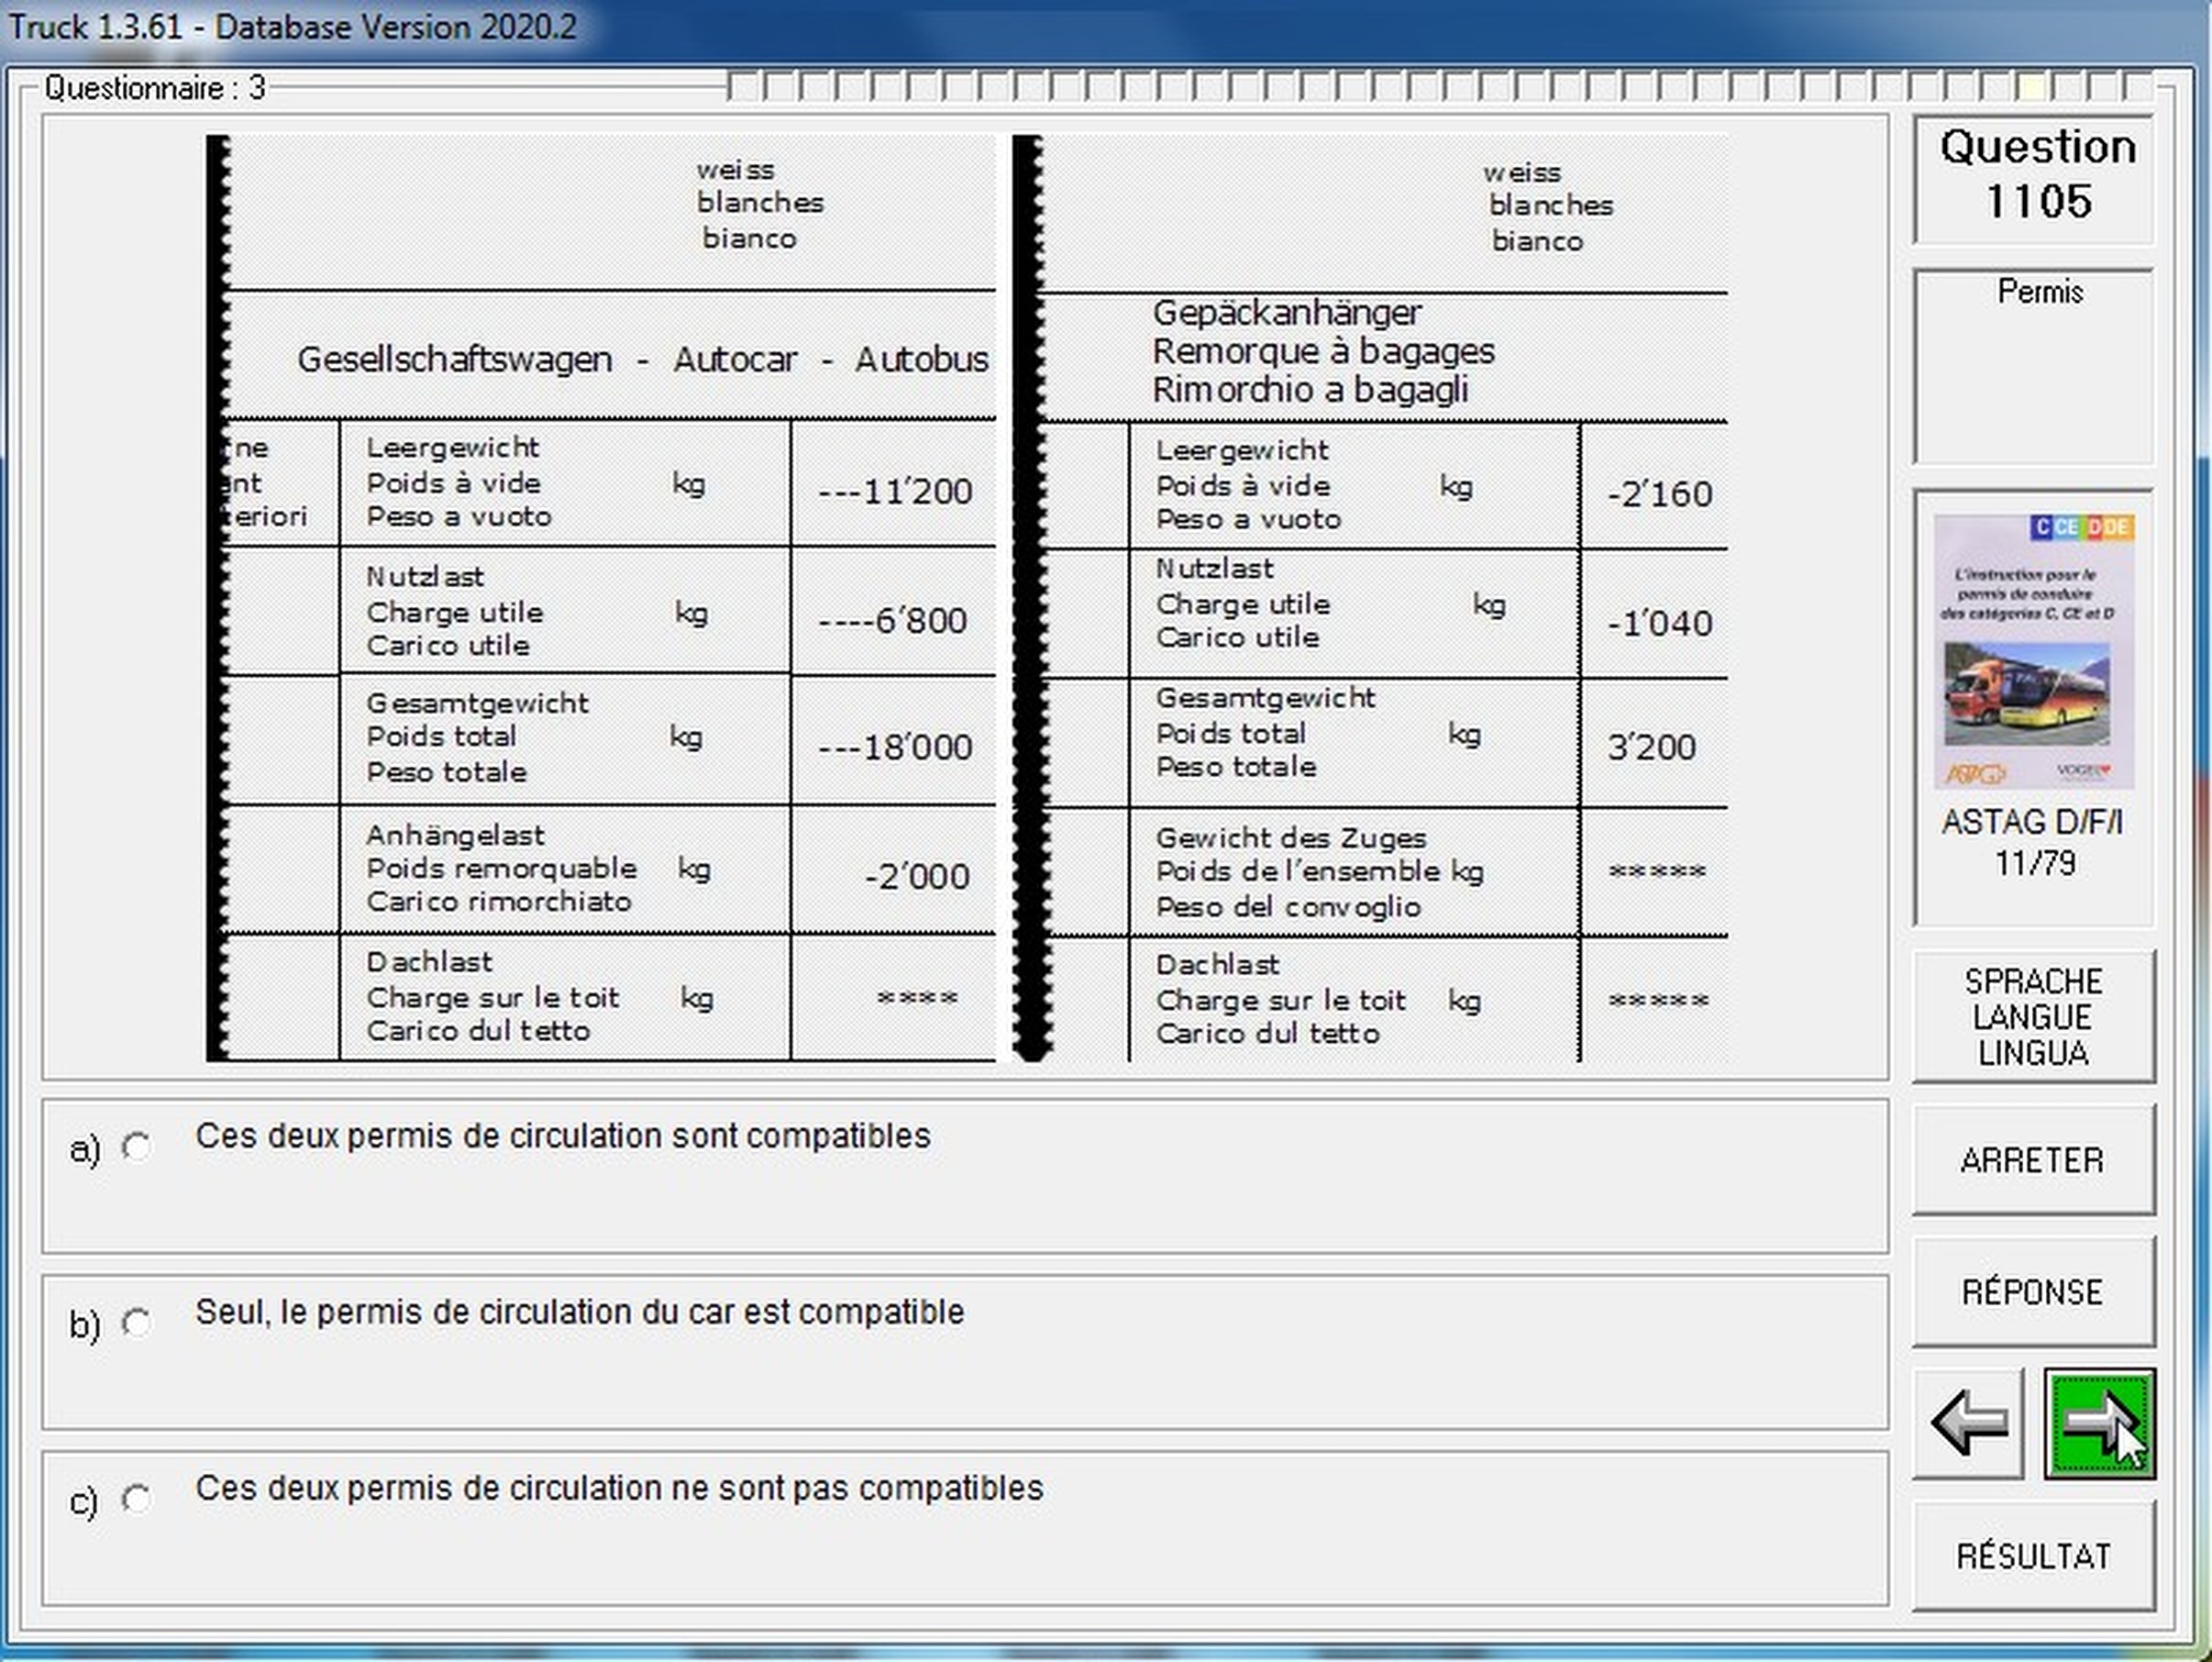 Truck 1.3.61 - Database Version 2020.2
Questionnaire : 3
weiss
blanches
bianco
Gesellschaftswagen - Autocar - Autobus
ne
nt
eriori
Leergewicht
Poids à vide kg
Peso a vuoto
---11'200
Nutzlast
Charge utile kg
Carico utile
----6'800
Gesamtgewicht
Poids total kg
Peso totale
---18'000
Anhängelast
Poids remorquable kg
Carico rimorchiato
-2'000
Dachlast
Charge sur le toit kg
Carico dul tetto
****
weiss
blanches
bianco
Gepäckanhänger
Remorque à bagages
Rimorchio a bagagli
Leergewicht
Poids à vide kg
Peso a vuoto
-2'160
Nutzlast
Charge utile kg
Carico utile
-1'040
Gesamtgewicht
Poids total kg
Peso totale
3'200
Gewicht des Zuges
Poids de l'ensemble kg
Peso del convoglio
*****
Dachlast
Charge sur le toit kg
Carico dul tetto
*****
Question
1105
Permis
C CE D DE
L'instruction pour le
permis de conduire
des catégories C, CE et D
ASTAG VOGEL
ASTAG D/F/I
11/79
SPRACHE
LANGUE
LINGUA
ARRETER
RÉPONSE
RÉSULTAT
a) Ces deux permis de circulation sont compatibles
b) Seul, le permis de circulation du car est compatible
c) Ces deux permis de circulation ne sont pas compatibles